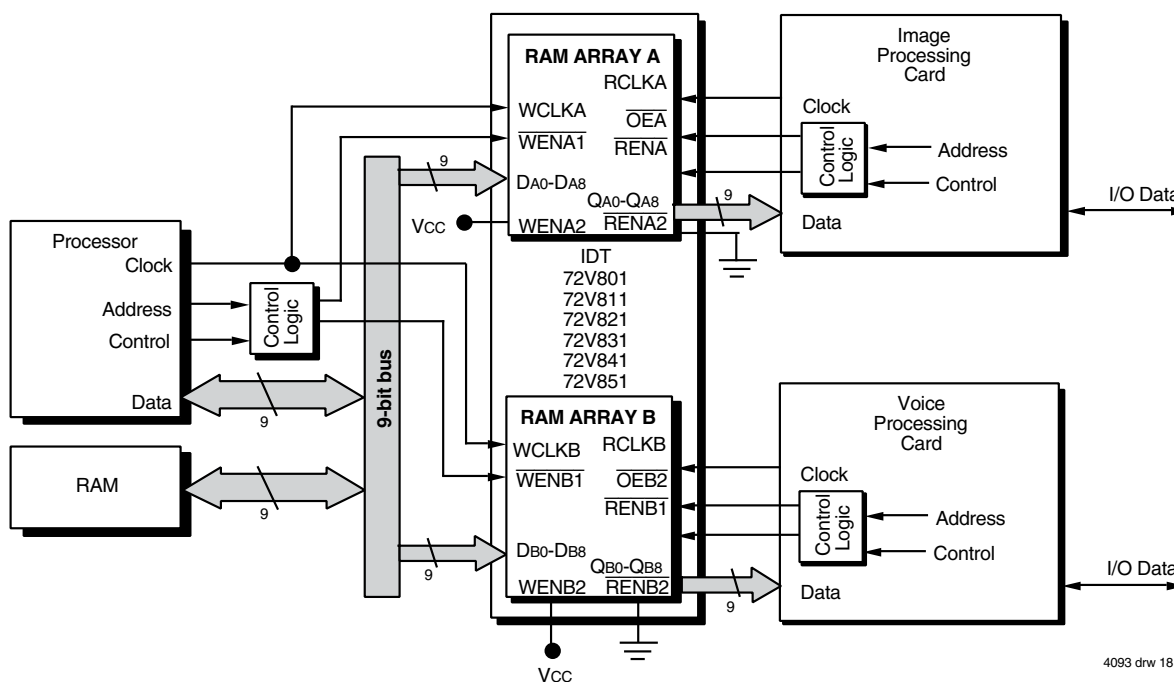 RAM ARRAY A
RCLKA
WCLKA
OEA
WENA1
RENA
DA0-DA8
QA0-QA8
WENA2
RENA2
9
9
VCC
Image
Processing
Card
Clock
Control
Logic
Address
Control
Data
I/O Data
Processor
Clock
Address
Control
Data
Control
Logic
9
RAM
9
9-bit bus
IDT
72V801
72V811
72V821
72V831
72V841
72V851
RAM ARRAY B
RCLKB
WCLKB
OEB2
WENB1
RENB1
DB0-DB8
QB0-QB8
WENB2
RENB2
9
9
VCC
Voice
Processing
Card
Clock
Control
Logic
Address
Control
Data
I/O Data
4093 drw 18